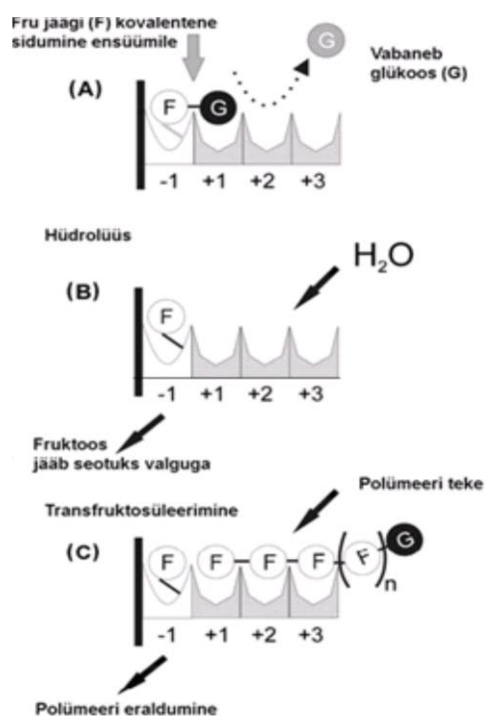 Fru jäägi (F) kovalentene
sidumine ensüümile
G
Vabaneb
glükoos (G)
(A)
F G
-1 +1 +2 +3
Hüdrolüüs
H₂O
(B)
F
-1 +1 +2 +3
Fruktoos
jääb seotuks valguga
Polümeeri teke
Transfruktosüleerimine
(C)
F F F F (F)n G
-1 +1 +2 +3
Polümeeri eraldumine